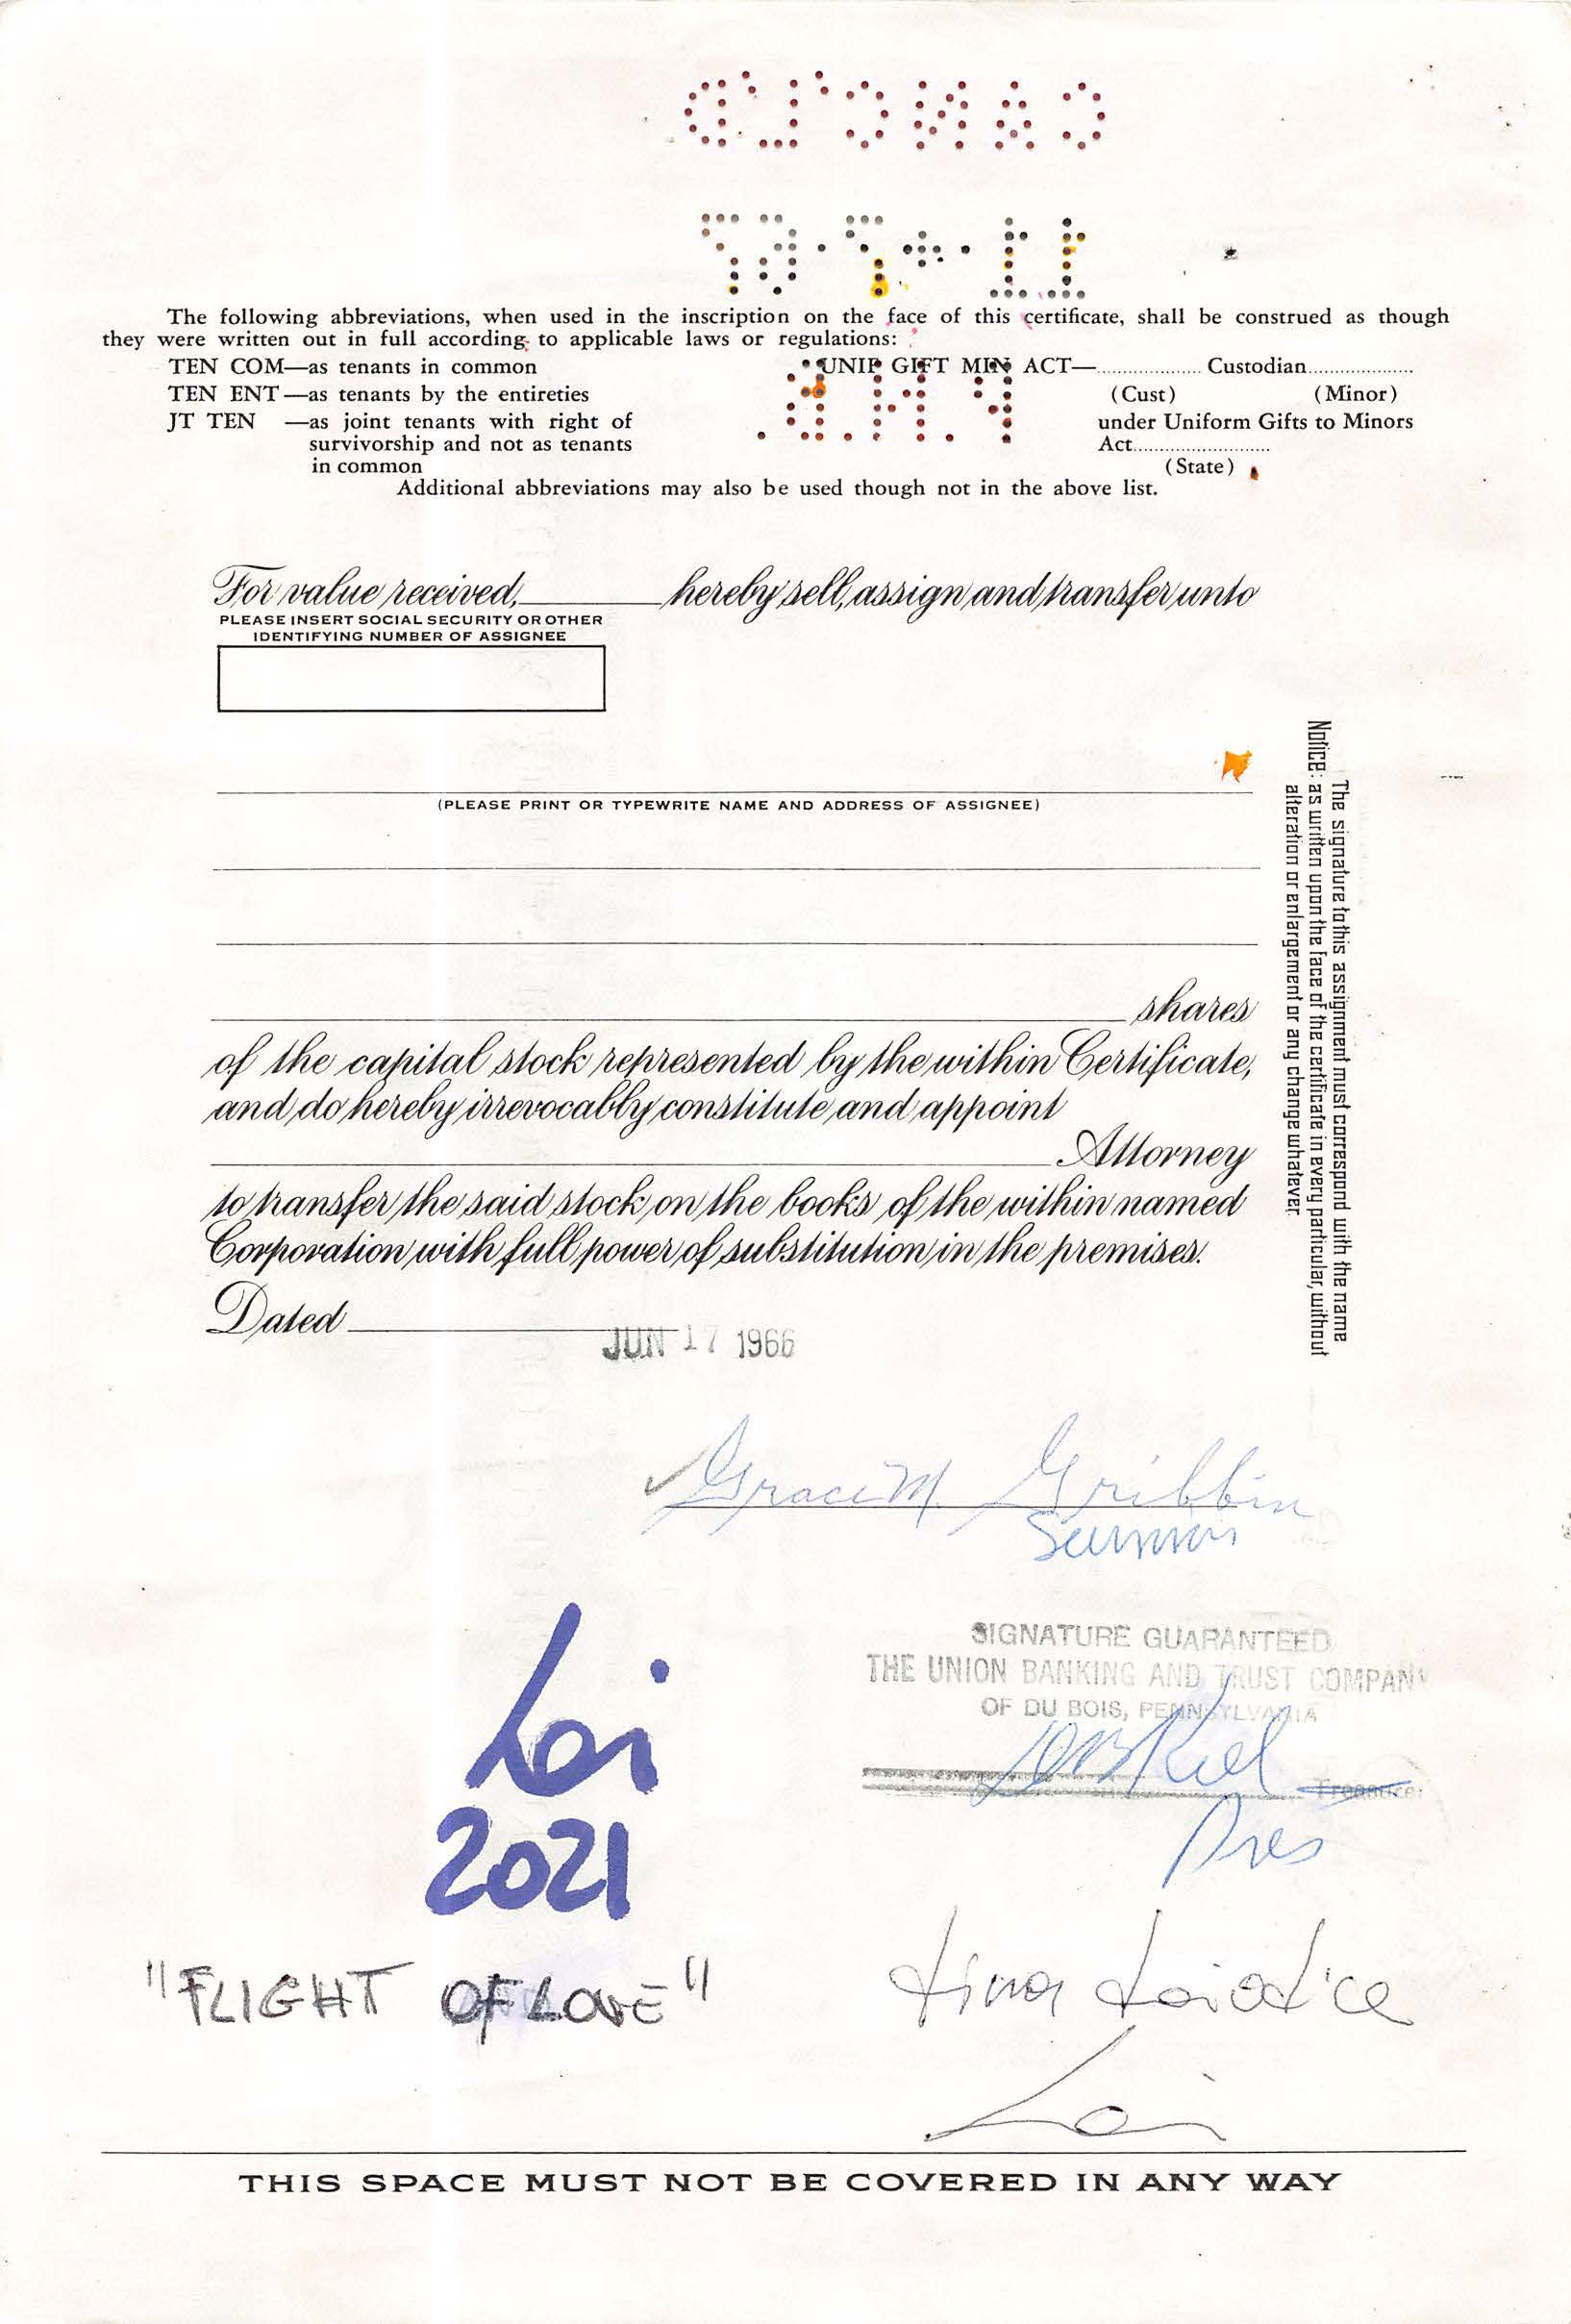 CANC'L'D
The following abbreviations, when used in the inscription on the face of this certificate, shall be construed as though
they were written out in full according to applicable laws or regulations:
TEN COM—as tenants in common
TEN ENT—as tenants by the entireties
JT TEN —as joint tenants with right of
survivorship and not as tenants
in common
UNIF GIFT MIN ACT—.................... Custodian....................
(Cust) (Minor)
under Uniform Gifts to Minors
Act..........................
(State)
Additional abbreviations may also be used though not in the above list.
For value received,________ hereby sell, assign and transfer unto
PLEASE INSERT SOCIAL SECURITY OR OTHER
IDENTIFYING NUMBER OF ASSIGNEE
(PLEASE PRINT OR TYPEWRITE NAME AND ADDRESS OF ASSIGNEE)
shares
of the capital stock represented by the within Certificate,
and do hereby irrevocably constitute and appoint
Attorney
to transfer the said stock on the books of the within named
Corporation with full power of substitution in the premises.
Dated
JUN 17 1966
Notice: The signature to this assignment must correspond with the name
as written upon the face of the certificate in every particular, without
alteration or enlargement or any change whatever.
Grace M. Gribbin
SIGNATURE GUARANTEED
THE UNION BANKING AND TRUST COMPANY
OF DU BOIS, PENNSYLVANIA
Treasurer
Pres
Loi
2021
"FLIGHT OF LOVE"
Loi
THIS SPACE MUST NOT BE COVERED IN ANY WAY